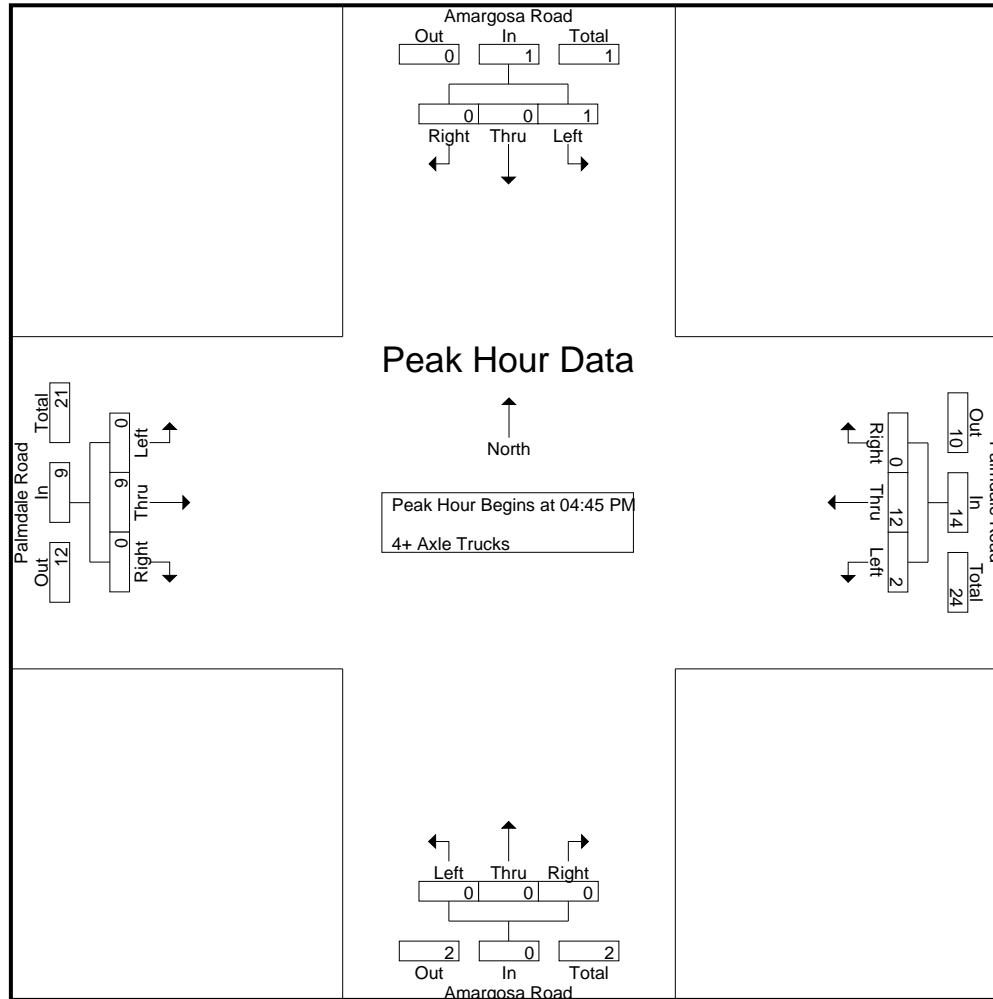 Amargosa Road
Out In Total
0 1 1
0 0 1
Right Thru Left
Peak Hour Data
North
Peak Hour Begins at 04:45 PM
4+ Axle Trucks
Palmdale Road
Out In Total
12 9 21
0 9 0
Left Thru Right
Palmdale Road
Out In Total
10 14 24
Right Thru Left
0 12 2
Left Thru Right
0 0 0
2 0 2
Out In Total
Amargosa Road